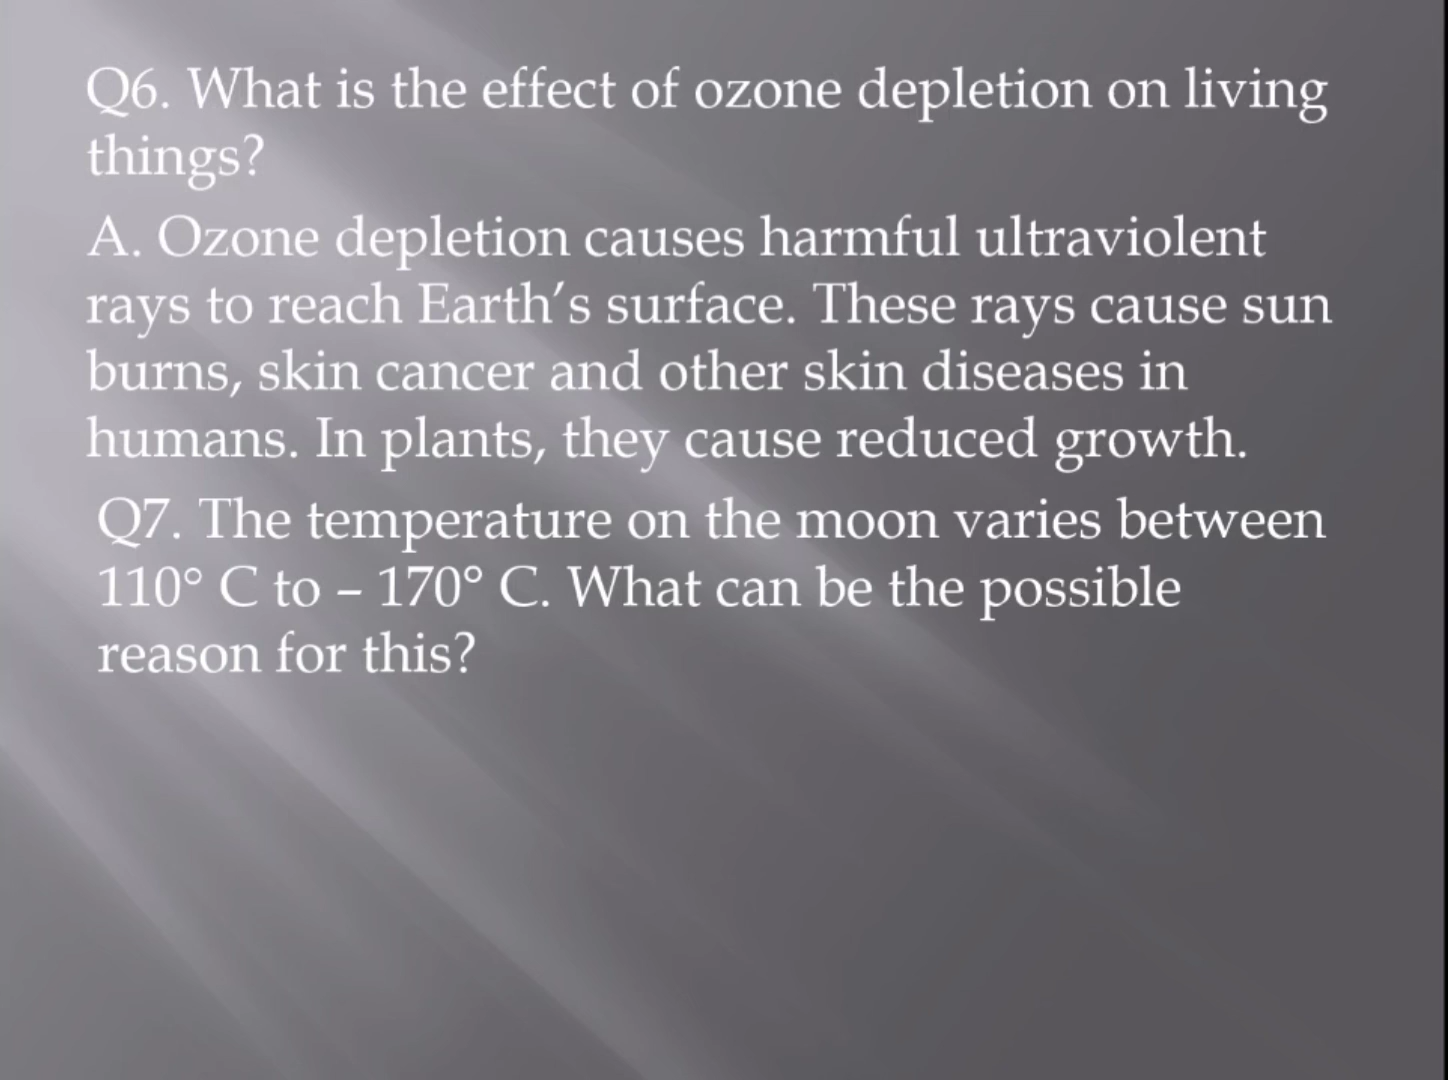 Q6. What is the effect of ozone depletion on living
things?
A. Ozone depletion causes harmful ultraviolent
rays to reach Earth’s surface. These rays cause sun
burns, skin cancer and other skin diseases in
humans. In plants, they cause reduced growth.
Q7. The temperature on the moon varies between
110° C to – 170° C. What can be the possible
reason for this?